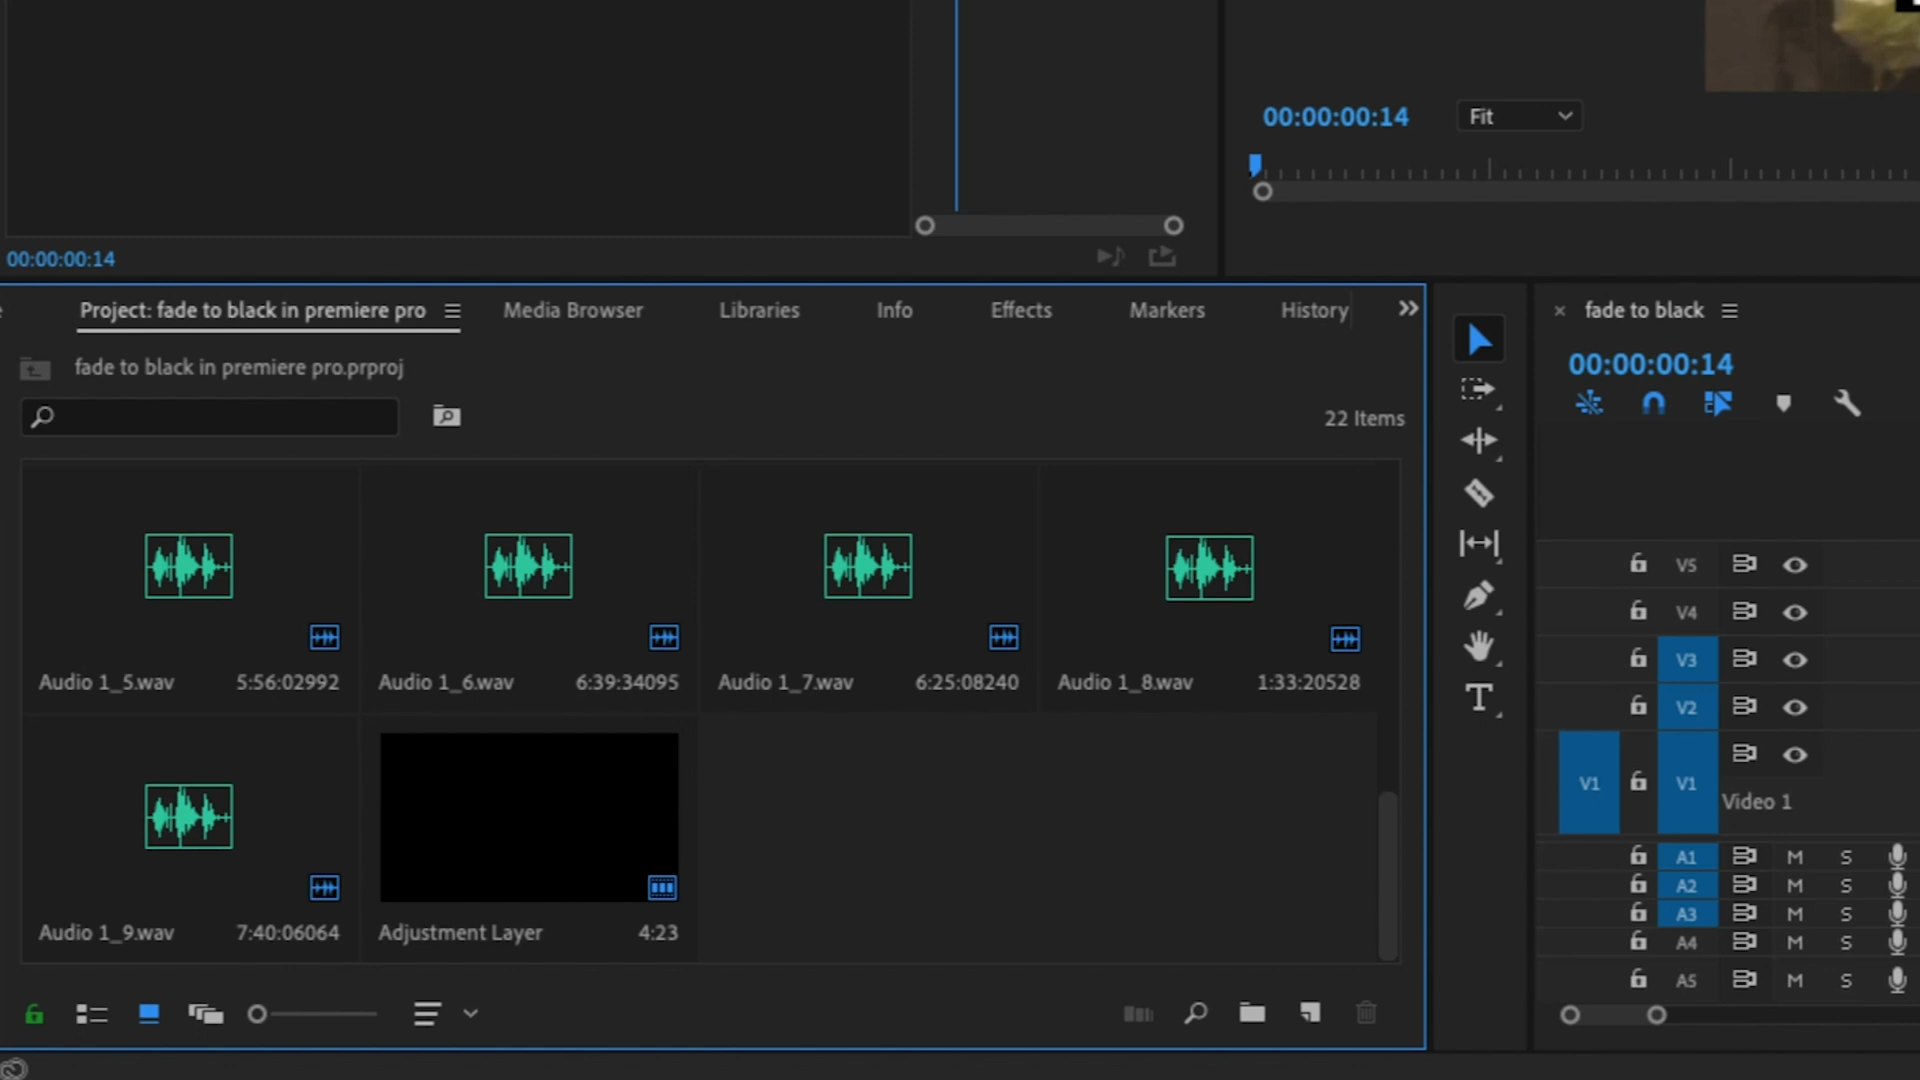 00:00:00:14
Fit
00:00:00:14
Project: fade to black in premiere pro
Media Browser
Libraries
Info
Effects
Markers
History
fade to black in premiere pro.prproj
22 Items
Audio 1_5.wav 5:56:02992
Audio 1_6.wav 6:39:34095
Audio 1_7.wav 6:25:08240
Audio 1_8.wav 1:33:20528
Audio 1_9.wav 7:40:06064
Adjustment Layer 4:23
T
fade to black
00:00:00:14
V5
V4
V3
V2
V1 V1
Video 1
A1 M S
A2 M S
A3 M S
A4 M S
A5 M S